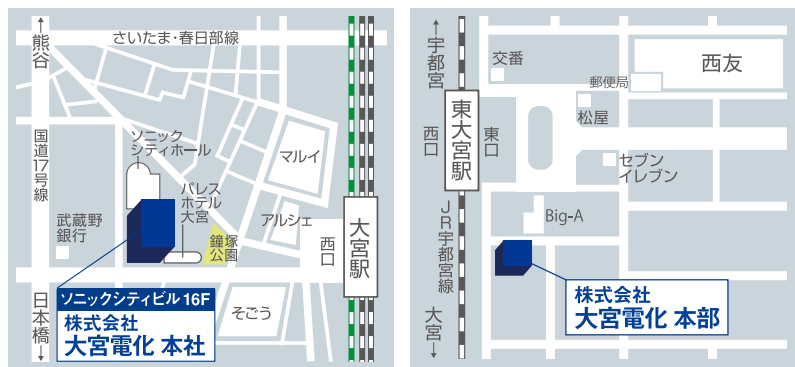 熊谷
さいたま・春日部線
国道17号線
ソニック
シティホール
マルイ
パレス
ホテル
大宮
アルシェ
武蔵野
銀行
鐘塚
公園
西口
大宮駅
そごう
日本橋
ソニックシティビル 16F
株式会社
大宮電化 本社
宇都宮
交番
西友
郵便局
松屋
西口
東大宮駅
東口
セブン
イレブン
JR宇都宮線
Big-A
大宮
株式会社
大宮電化 本部